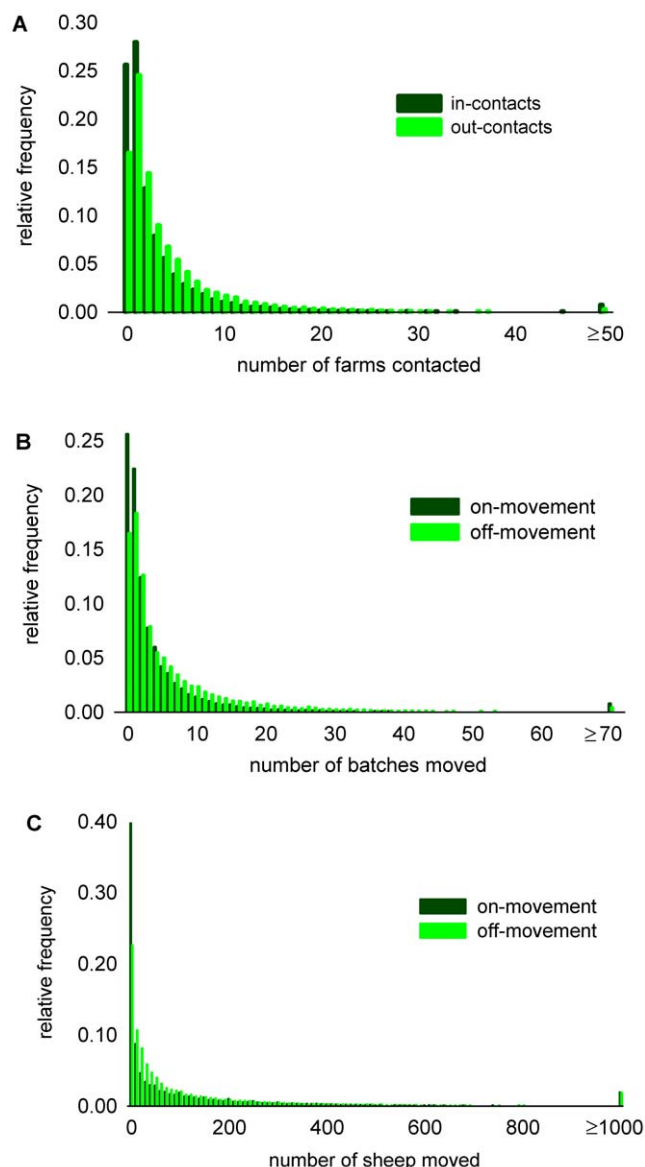 A
0.30
0.25
0.20
0.15
0.10
0.05
0.00
relative frequency
in-contacts
out-contacts
0 10 20 30 40 ≥50
number of farms contacted
B
0.25
0.20
0.15
0.10
0.05
0.00
relative frequency
on-movement
off-movement
0 10 20 30 40 50 60 ≥70
number of batches moved
C
0.40
0.30
0.20
0.10
0.00
relative frequency
on-movement
off-movement
0 200 400 600 800 ≥1000
number of sheep moved